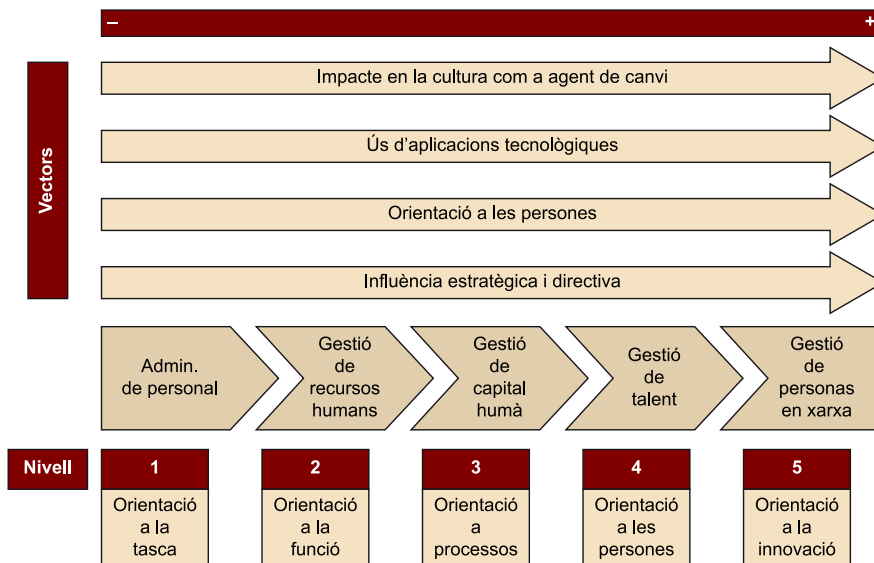 – +
Vectors
Impacte en la cultura com a agent de canvi
Ús d’aplicacions tecnològiques
Orientació a les persones
Influència estratègica i directiva
Admin.
de personal
Gestió
de
recursos
humans
Gestió
de
capital
humà
Gestió
de
talent
Gestió
de
personas
en xarxa
Nivell
1
Orientació
a la
tasca
2
Orientació
a la
funció
3
Orientació
a
processos
4
Orientació
a les
persones
5
Orientació
a la
innovació